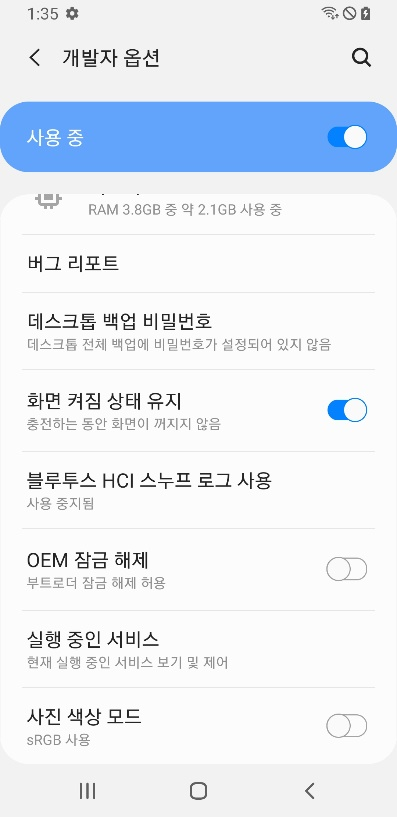 1:35
개발자 옵션
사용 중
RAM 3.8GB 중 약 2.1GB 사용 중
버그 리포트
데스크톱 백업 비밀번호
데스크톱 전체 백업에 비밀번호가 설정되어 있지 않음
화면 켜짐 상태 유지
충전하는 동안 화면이 꺼지지 않음
블루투스 HCI 스누프 로그 사용
사용 중지됨
OEM 잠금 해제
부트로더 잠금 해제 허용
실행 중인 서비스
현재 실행 중인 서비스 보기 및 제어
사진 색상 모드
sRGB 사용